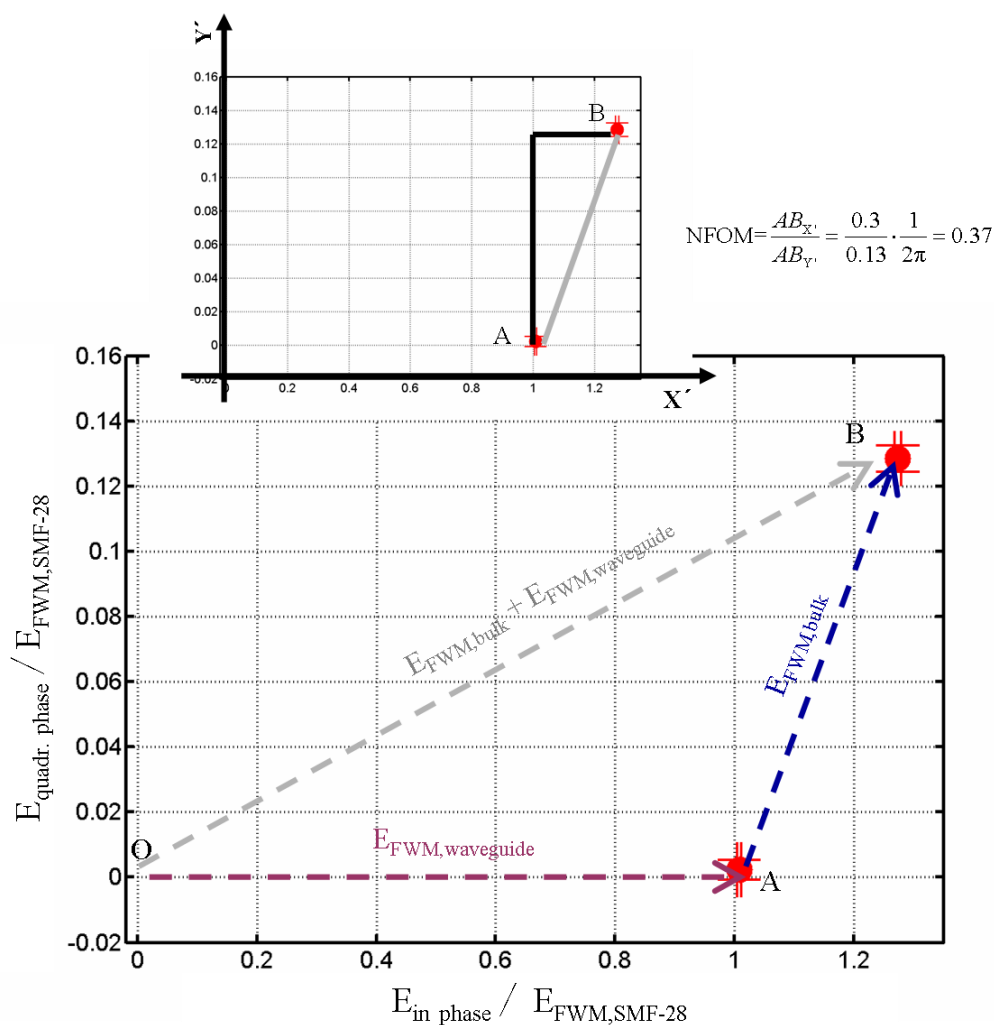 Y´
0.16
0.14
0.12
0.1
0.08
0.06
0.04
0.02
0
-0.02
0.2
0.4
0.6
0.8
1
1.2
X´
A
B
NFOM= AB_X' / AB_Y' = 0.3 / 0.13 · 1 / 2π = 0.37
0.16
0.14
0.12
0.1
0.08
0.06
0.04
0.02
0
-0.02
E_quadr. phase / E_FWM,SMF-28
O
A
B
E_FWM,bulk + E_FWM,waveguide
E_FWM,bulk
E_FWM,waveguide
0
0.2
0.4
0.6
0.8
1
1.2
E_in phase / E_FWM,SMF-28